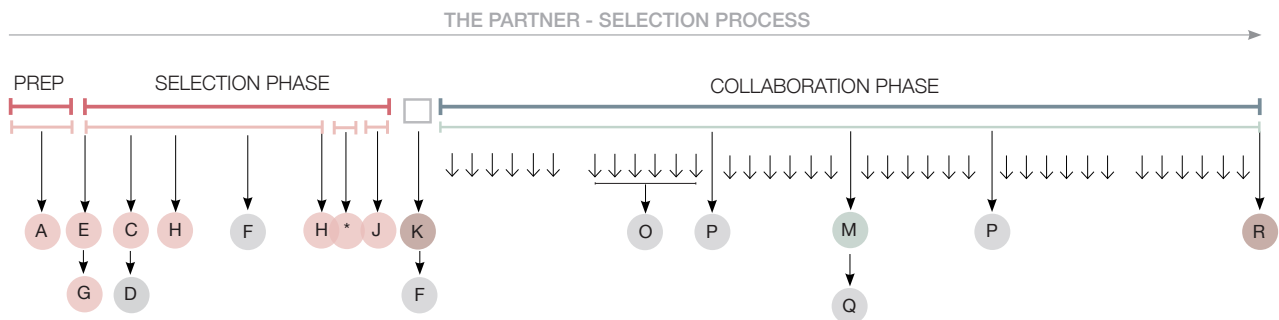 THE PARTNER - SELECTION PROCESS
PREP
SELECTION PHASE
COLLABORATION PHASE
A E C H F H * J K O P M P R
G D F Q